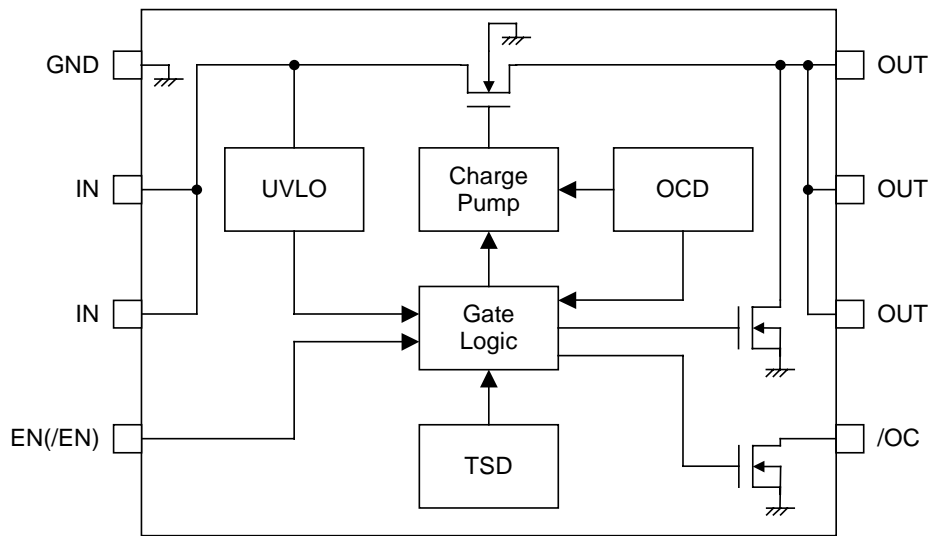 GND
OUT
IN
UVLO
Charge
Pump
OCD
OUT
IN
Gate
Logic
OUT
EN(/EN)
TSD
/OC